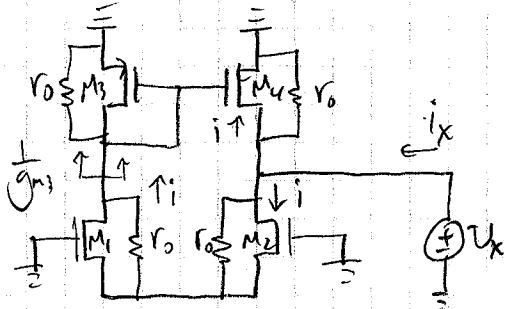 r₀ M₃ M₄ r₀
i↑ iₓ
1/gm₃ ↑i ↓i
M₁ r₀ r₀ M₂ ± Uₓ